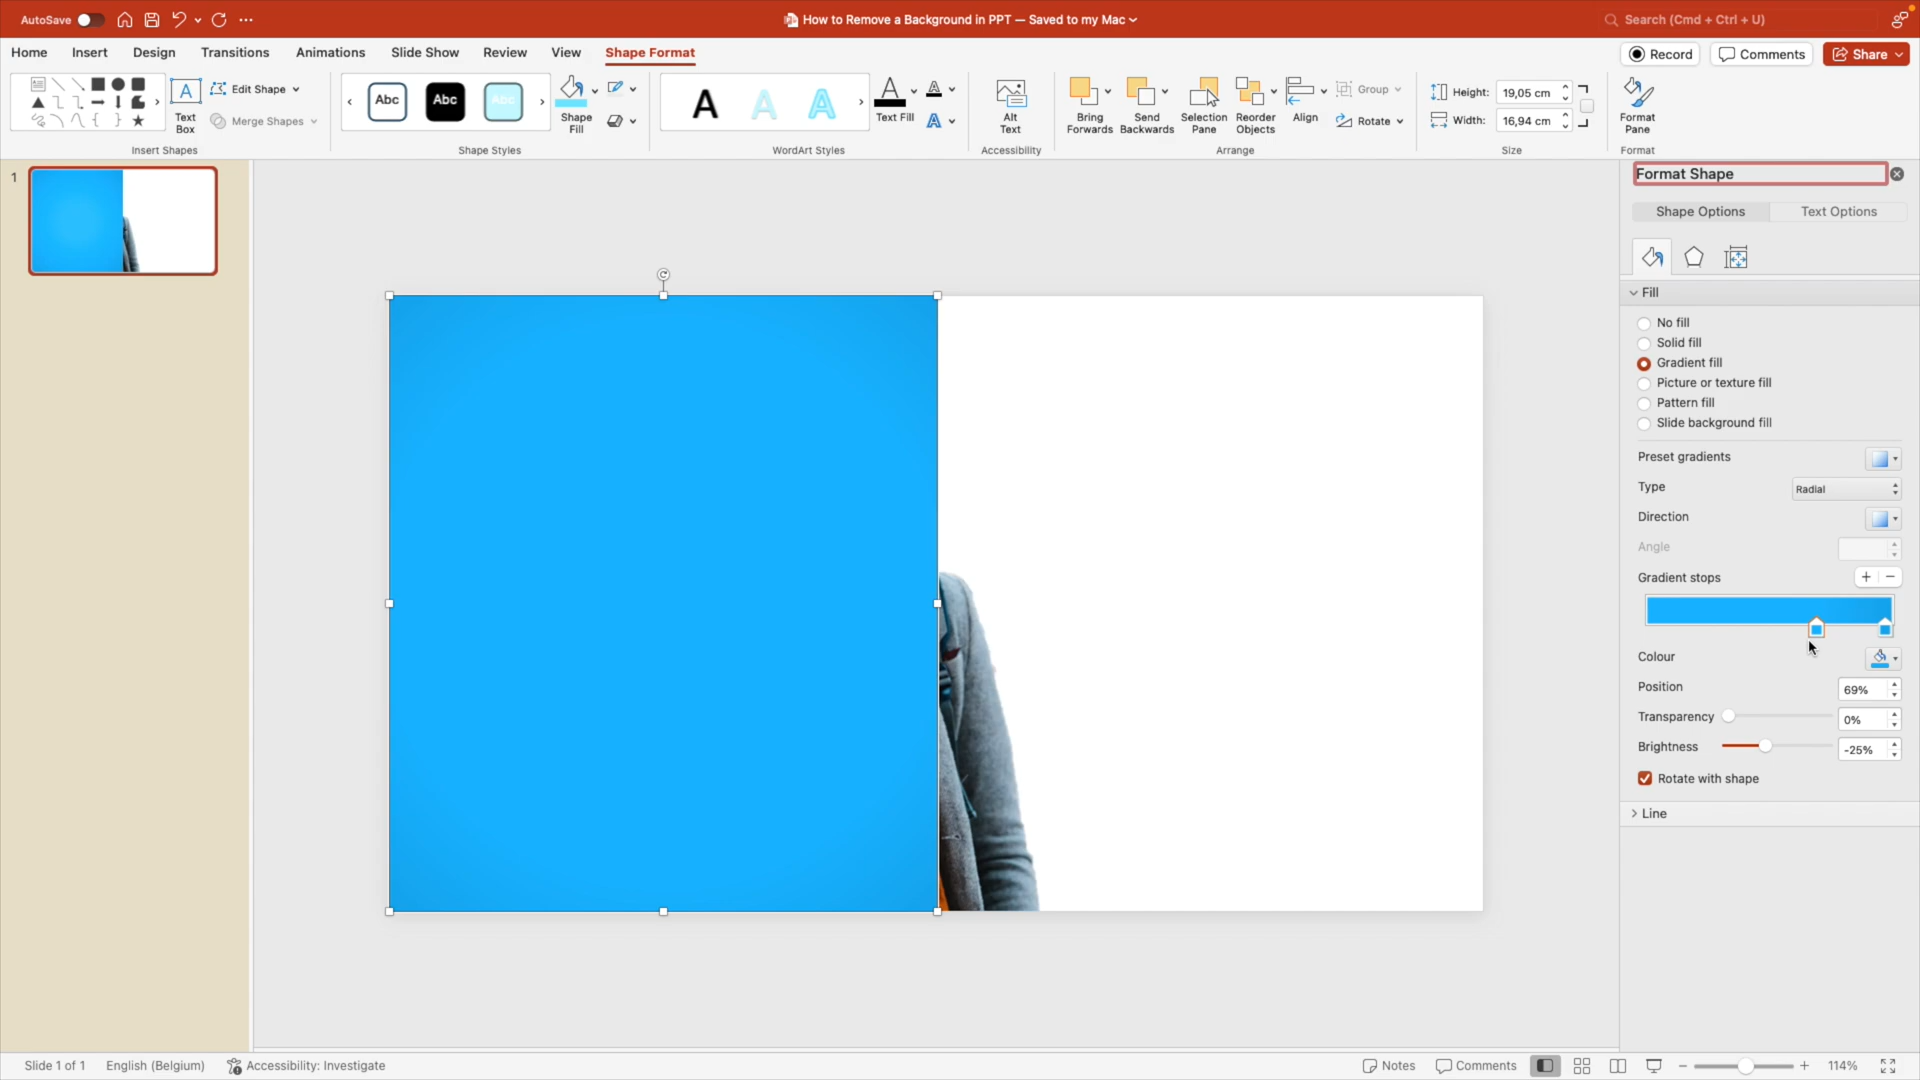 AutoSave
How to Remove a Background in PPT — Saved to my Mac
Search (Cmd + Ctrl + U)
Home Insert Design Transitions Animations Slide Show Review View Shape Format
Record Comments Share
Text Box
Edit Shape
Merge Shapes
Insert Shapes
Abc Abc Abc
Shape Fill
Shape Styles
A A A
Text Fill
WordArt Styles
Alt Text
Accessibility
Bring Forwards
Send Backwards
Selection Pane
Reorder Objects
Align
Group
Rotate
Arrange
Height: 19,05 cm
Width: 16,94 cm
Size
Format Pane
Format
1
Format Shape
Shape Options Text Options
Fill
No fill
Solid fill
Gradient fill
Picture or texture fill
Pattern fill
Slide background fill
Preset gradients
Type Radial
Direction
Angle
Gradient stops
Colour
Position 69%
Transparency 0%
Brightness -25%
Rotate with shape
Line
Slide 1 of 1 English (Belgium) Accessibility: Investigate
Notes Comments 114%